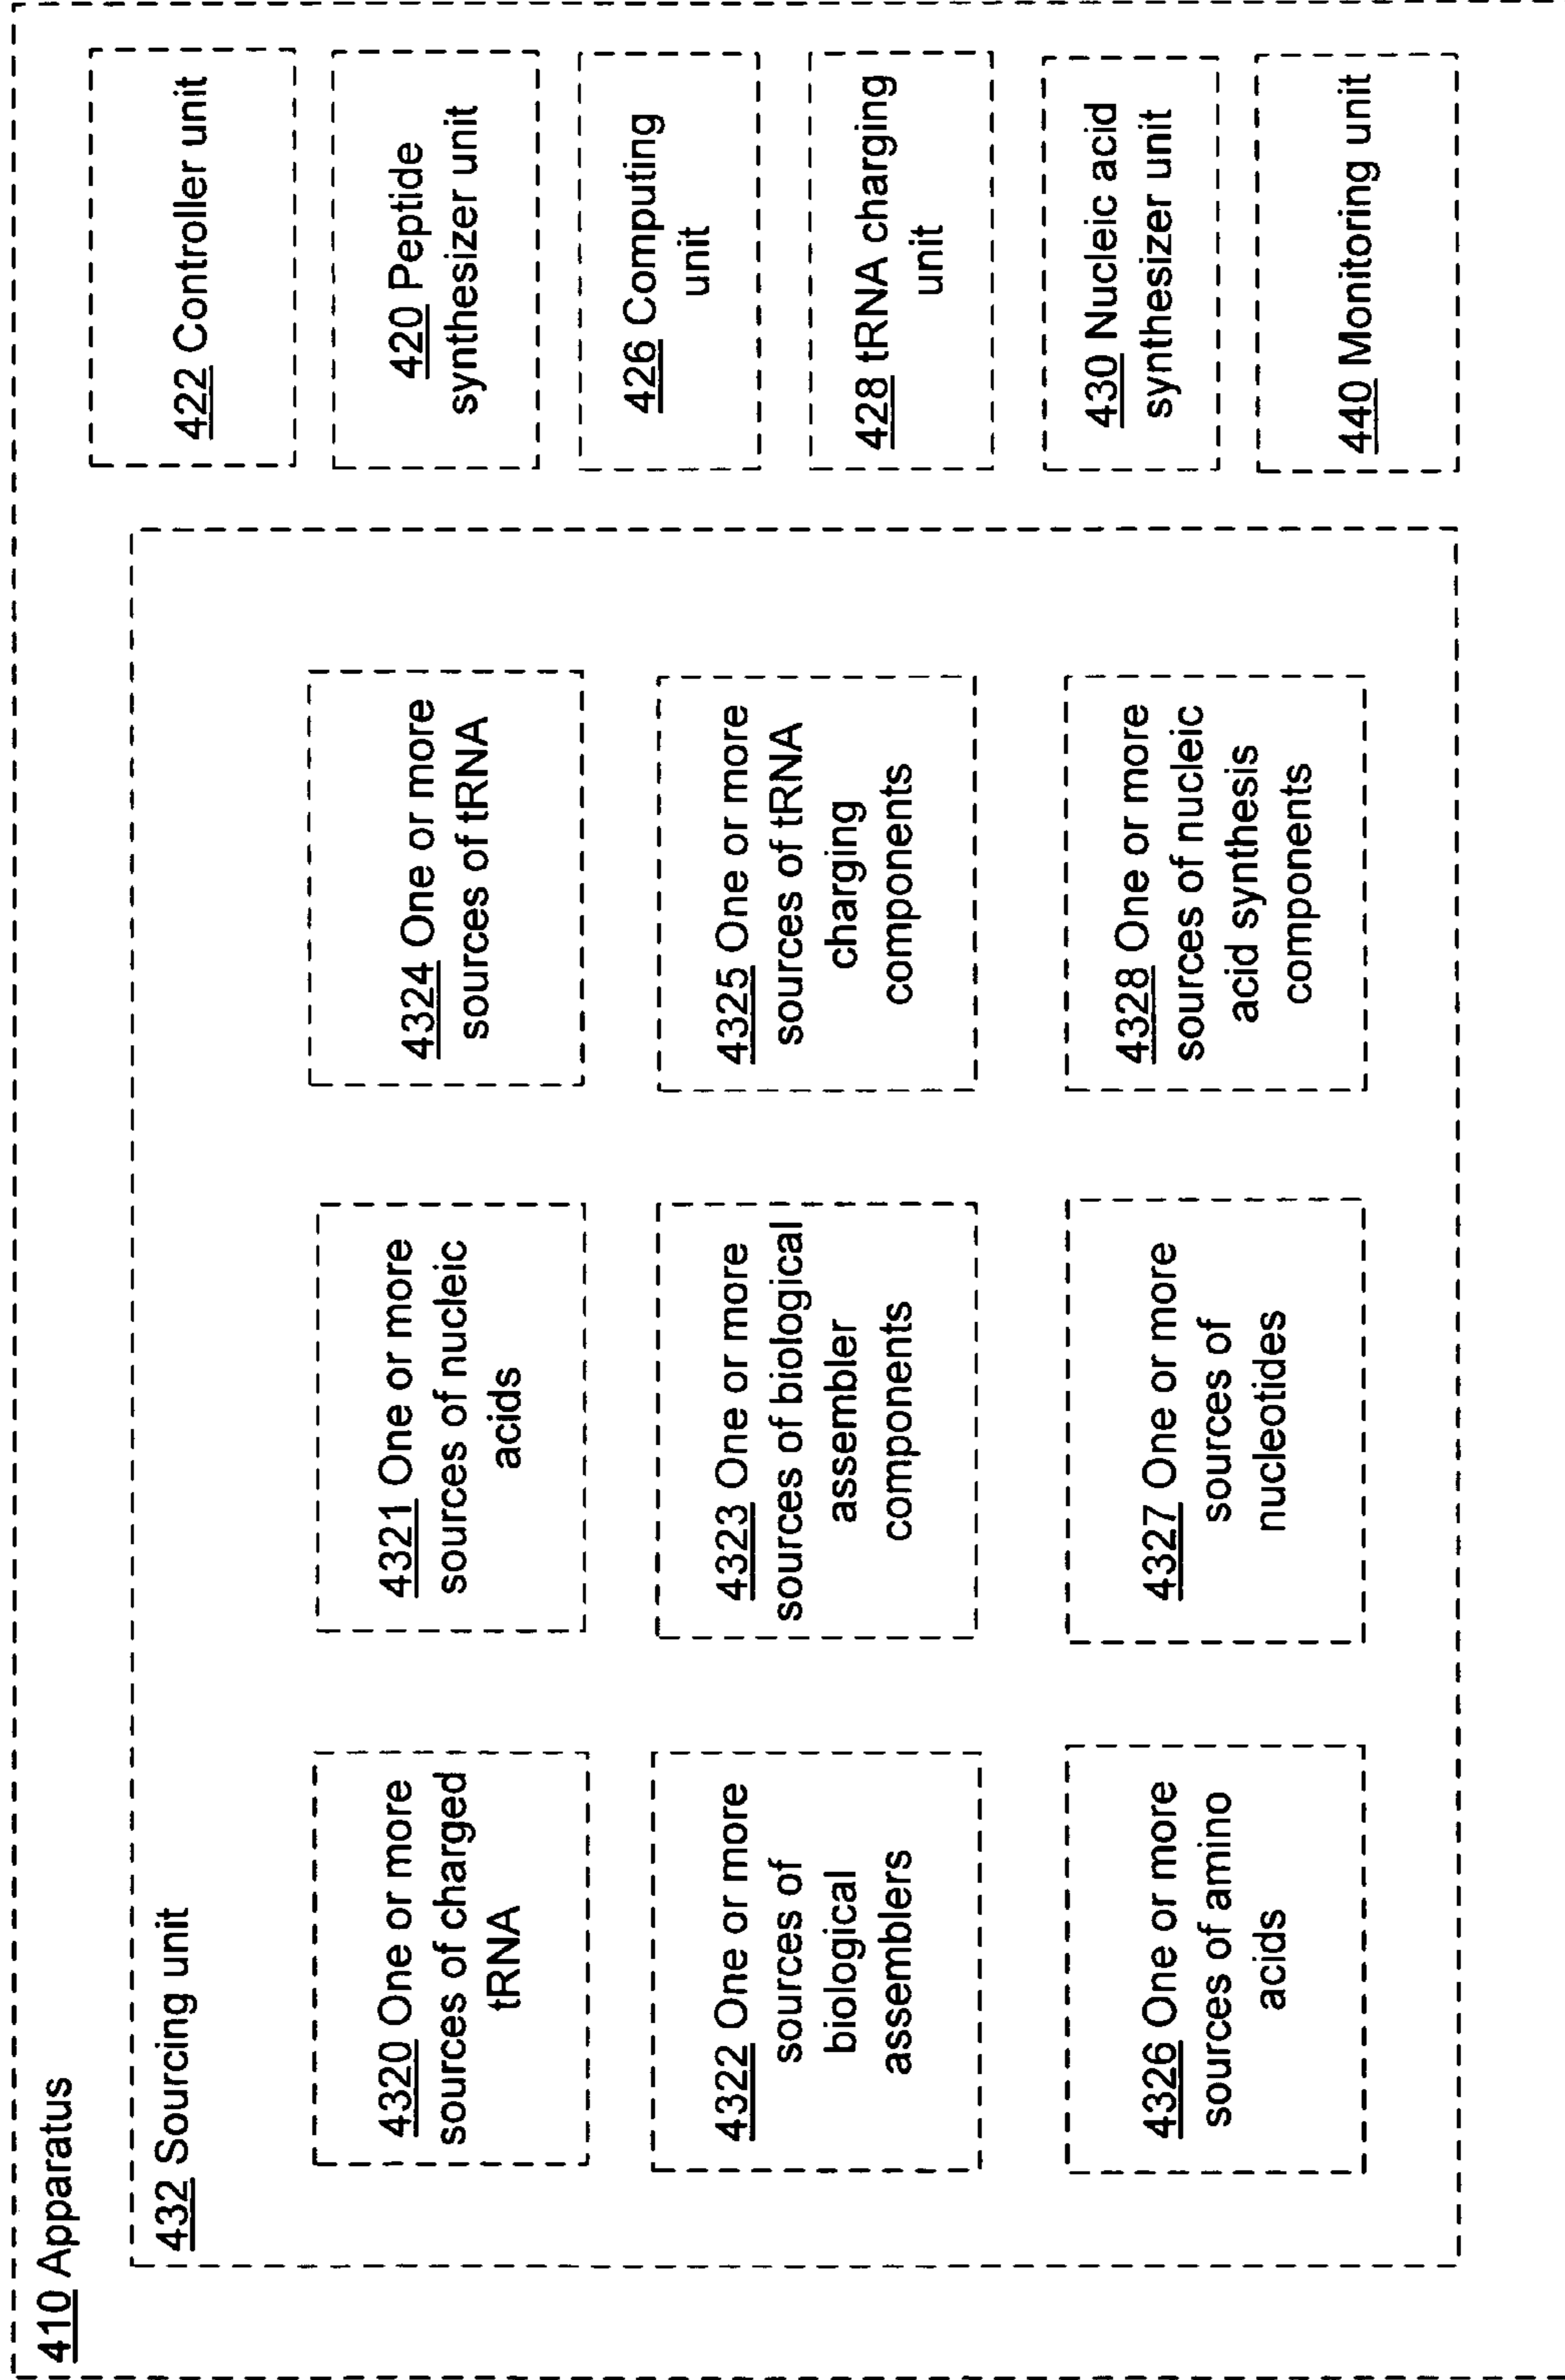 410 Apparatus
432 Sourcing unit
4320 One or more
sources of charged
tRNA
4321 One or more
sources of nucleic
acids
4324 One or more
sources of tRNA
4322 One or more
sources of
biological
assemblers
4323 One or more
sources of biological
assembler
components
4325 One or more
sources of tRNA
charging
components
4326 One or more
sources of amino
acids
4327 One or more
sources of
nucleotides
4328 One or more
sources of nucleic
acid synthesis
components
422 Controller unit
420 Peptide
synthesizer unit
426 Computing
unit
428 tRNA charging
unit
430 Nucleic acid
synthesizer unit
440 Monitoring unit